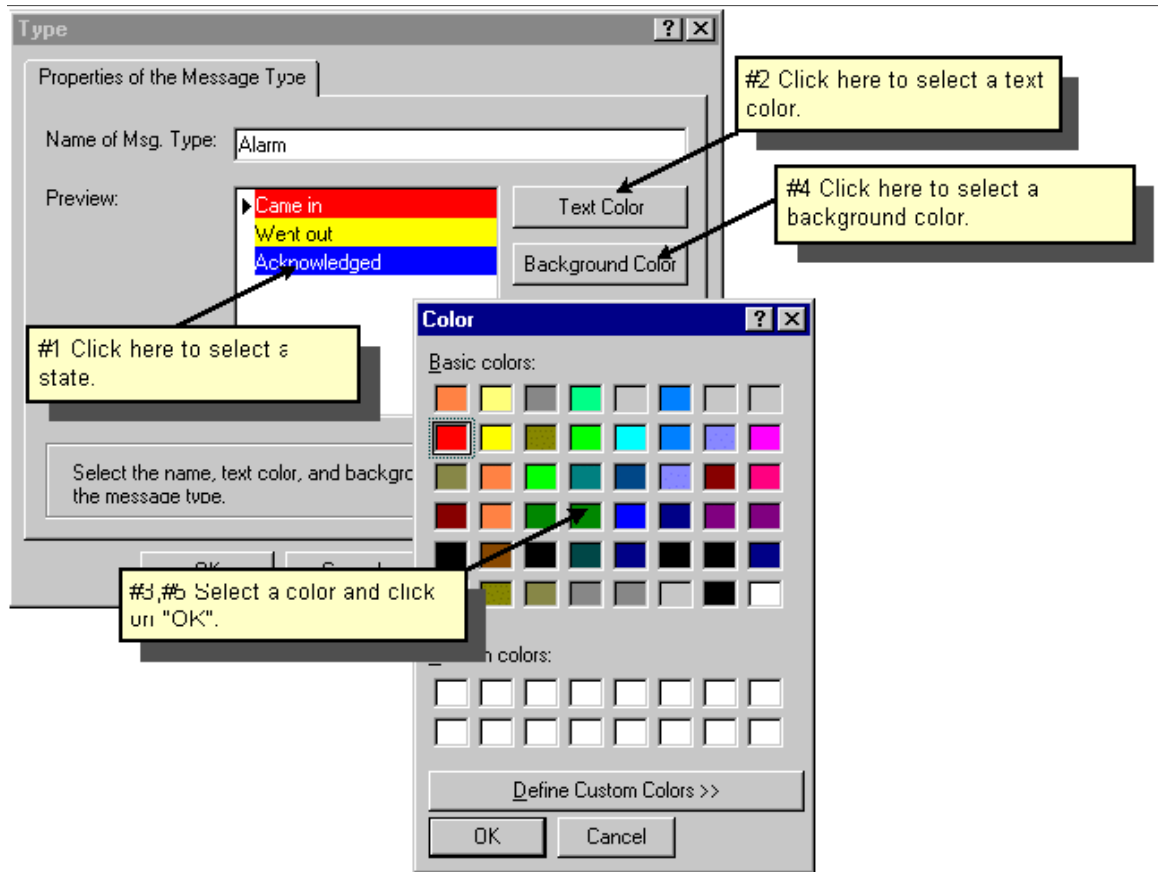 Type
Properties of the Message Type
#2 Click here to select a text
color.
Name of Msg. Type:
Alarm
Preview:
Came in
Went out
Acknowledged
Text Color
Background Color
#4 Click here to select a
background color.
#1 Click here to select a
state.
Color
Basic colors:
Select the name, text color, and backgr
the message type.
OK
#3,#5 Select a color and click
on "OK".
colors:
Define Custom Colors >>
OK
Cancel